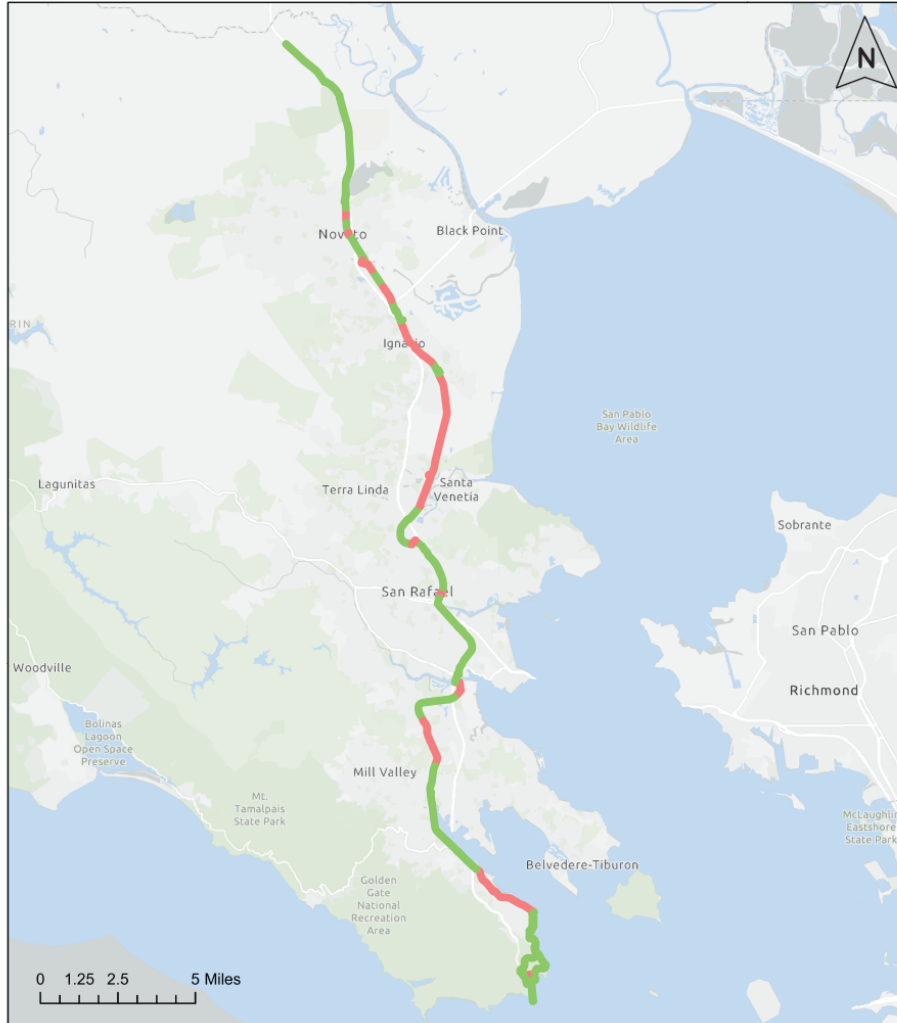 N
Novato
Black Point
RIN
Ignacio
San Pablo
Bay Wildlife
Area
Lagunitas
Terra Linda
Santa
Venetia
Sobrante
San Rafael
San Pablo
Woodville
Richmond
Bolinas
Lagoon
Open Space
Preserve
Mill Valley
Mt.
Tamalpais
State Park
McLaughlin
Eastshore
State Park
Belvedere-Tiburon
Golden
Gate
National
Recreation
Area
0 1.25 2.5 5 Miles